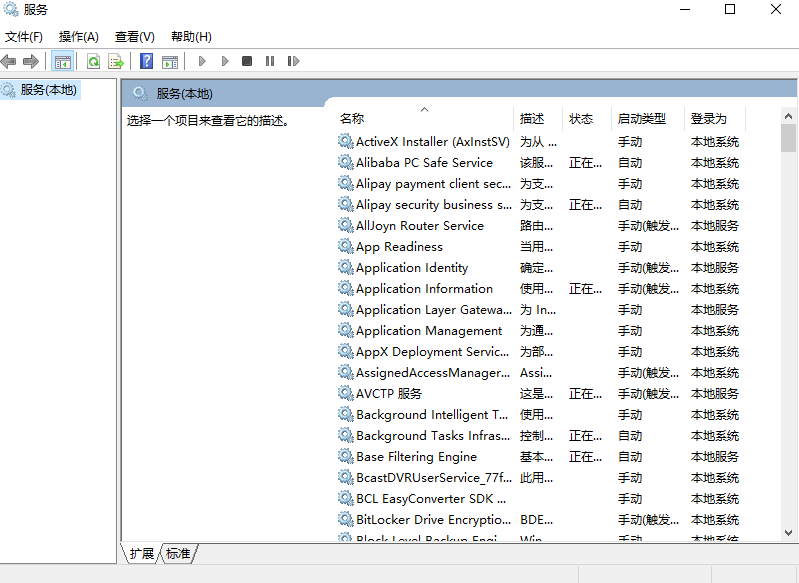 服务
文件(F) 操作(A) 查看(V) 帮助(H)
服务(本地)
服务(本地)
选择一个项目来查看它的描述。
名称 描述 状态 启动类型 登录为
ActiveX Installer (AxInstSV) 为从 ... 手动 本地系统
Alibaba PC Safe Service 该服... 正在... 自动 本地系统
Alipay payment client sec... 为支... 手动 本地系统
Alipay security business s... 为支... 正在... 自动 本地系统
AllJoyn Router Service 路由... 手动(触发... 本地服务
App Readiness 当用... 手动 本地系统
Application Identity 确定... 手动(触发... 本地服务
Application Information 使用... 正在... 手动(触发... 本地系统
Application Layer Gatewa... 为 In... 手动 本地服务
Application Management 为通... 手动 本地系统
AppX Deployment Servic... 为部... 手动 本地系统
AssignedAccessManager... Assi... 手动(触发... 本地系统
AVCTP 服务 这是... 正在... 手动(触发... 本地服务
Background Intelligent T... 使用... 手动 本地系统
Background Tasks Infras... 控制... 正在... 自动 本地系统
Base Filtering Engine 基本... 正在... 自动 本地服务
BcastDVRUserService_77f... 此用... 手动 本地系统
BCL EasyConverter SDK ... 手动 本地系统
BitLocker Drive Encryptio... BDE... 手动(触发... 本地系统
Block Level Backup Engi... Win... 手动 本地系统
扩展 标准